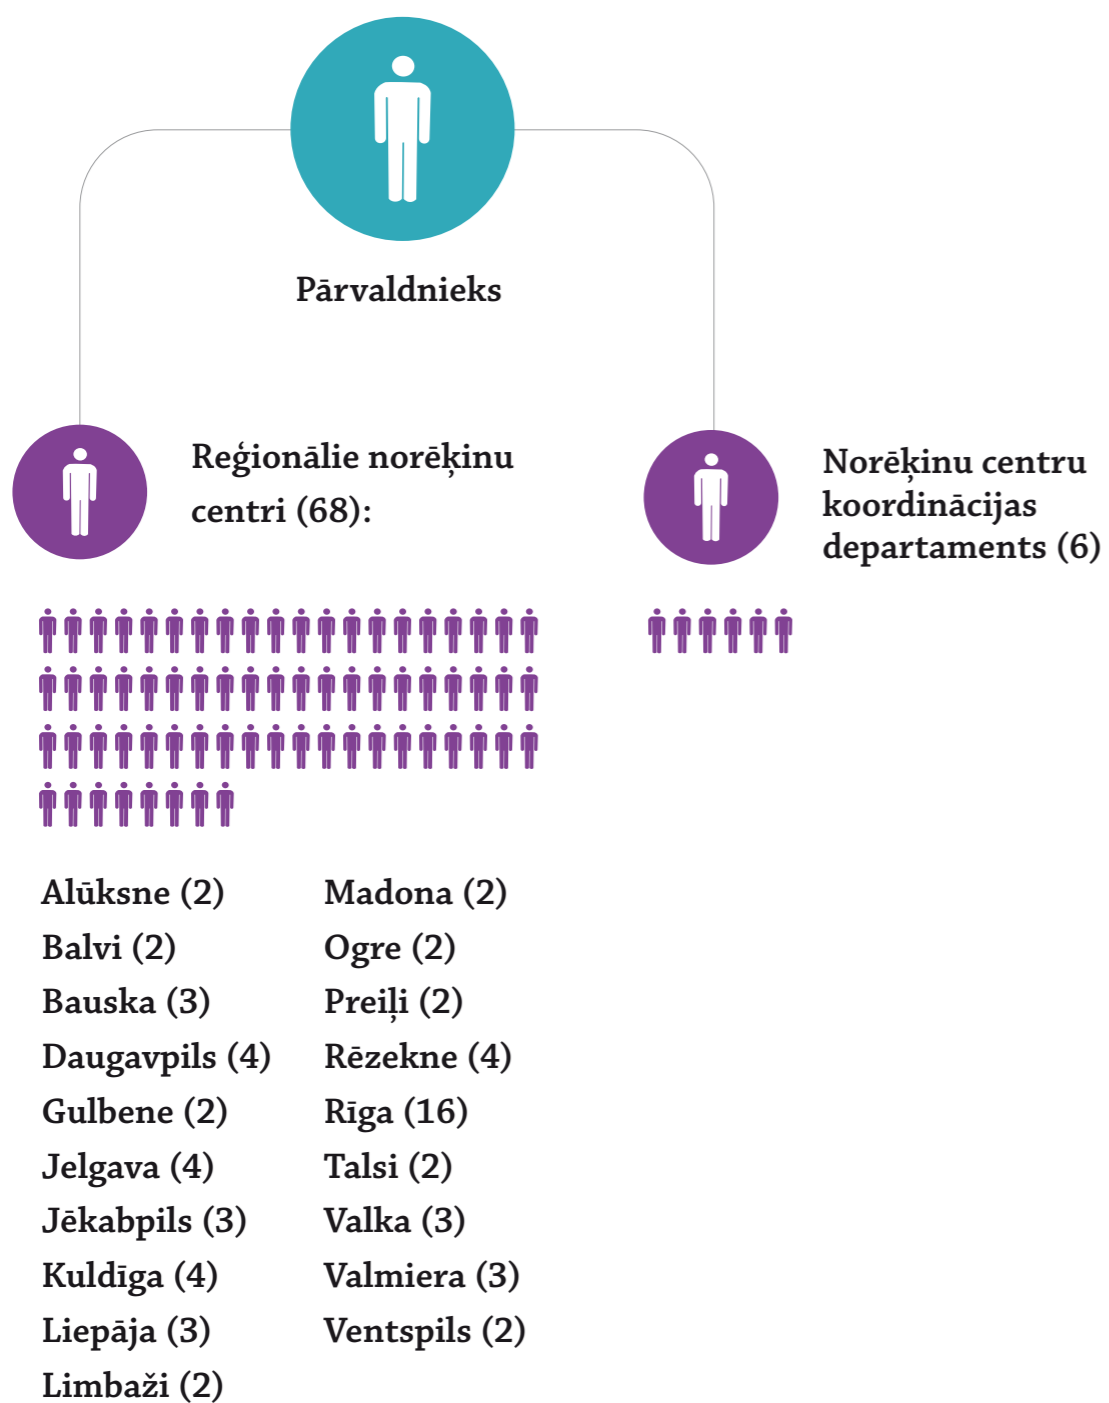 Pārvaldnieks
Reģionālie norēķinu
centri (68):
Norēķinu centru
koordinācijas
departaments (6)
Alūksne (2)
Balvi (2)
Bauska (3)
Daugavpils (4)
Gulbene (2)
Jelgava (4)
Jēkabpils (3)
Kuldīga (4)
Liepāja (3)
Limbaži (2)
Madona (2)
Ogre (2)
Preiļi (2)
Rēzekne (4)
Rīga (16)
Talsi (2)
Valka (3)
Valmiera (3)
Ventspils (2)